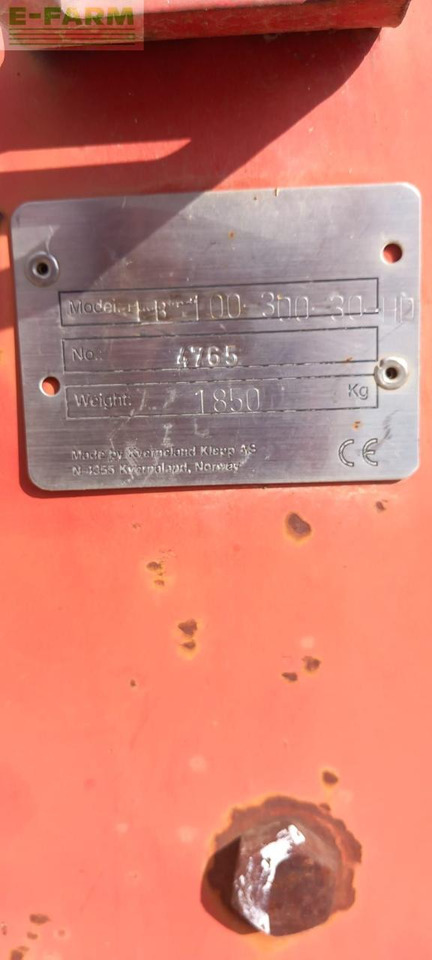 E-FARM
Model 100-300-30-HD
No.: 4765
Weight: 1850 Kg
Made by Kverneland Klepp AS
N-4355 Kvernaland, Norway
CE